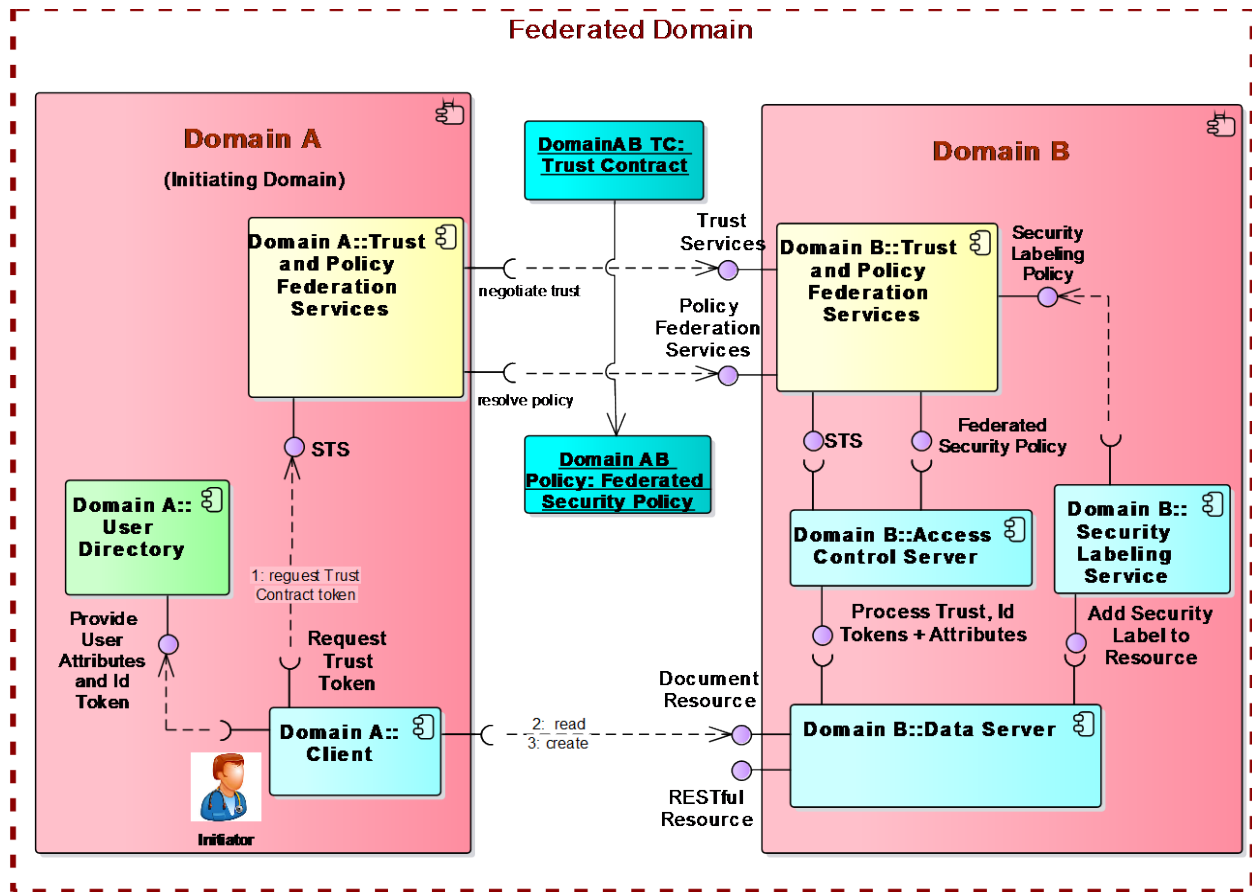 Federated Domain
Domain A
(Initiating Domain)
Domain A::Trust
and Policy
Federation
Services
STS
Domain A::
User
Directory
1: reguest Trust
Contract token
Provide
User
Attributes
and Id
Token
Request
Trust
Token
Domain A::
Client
Initiator
DomainAB TC:
Trust Contract
negotiate trust
resolve policy
Domain AB
Policy: Federated
Security Policy
2: read
3: create
Trust
Services
Policy
Federation
Services
Document
Resource
RESTful
Resource
Domain B
Domain B::Trust
and Policy
Federation
Services
Security
Labeling
Policy
STS
Federated
Security Policy
Domain B::Access
Control Server
Domain B::
Security
Labeling
Service
Process Trust, Id
Tokens + Attributes
Add Security
Label to
Resource
Domain B::Data Server